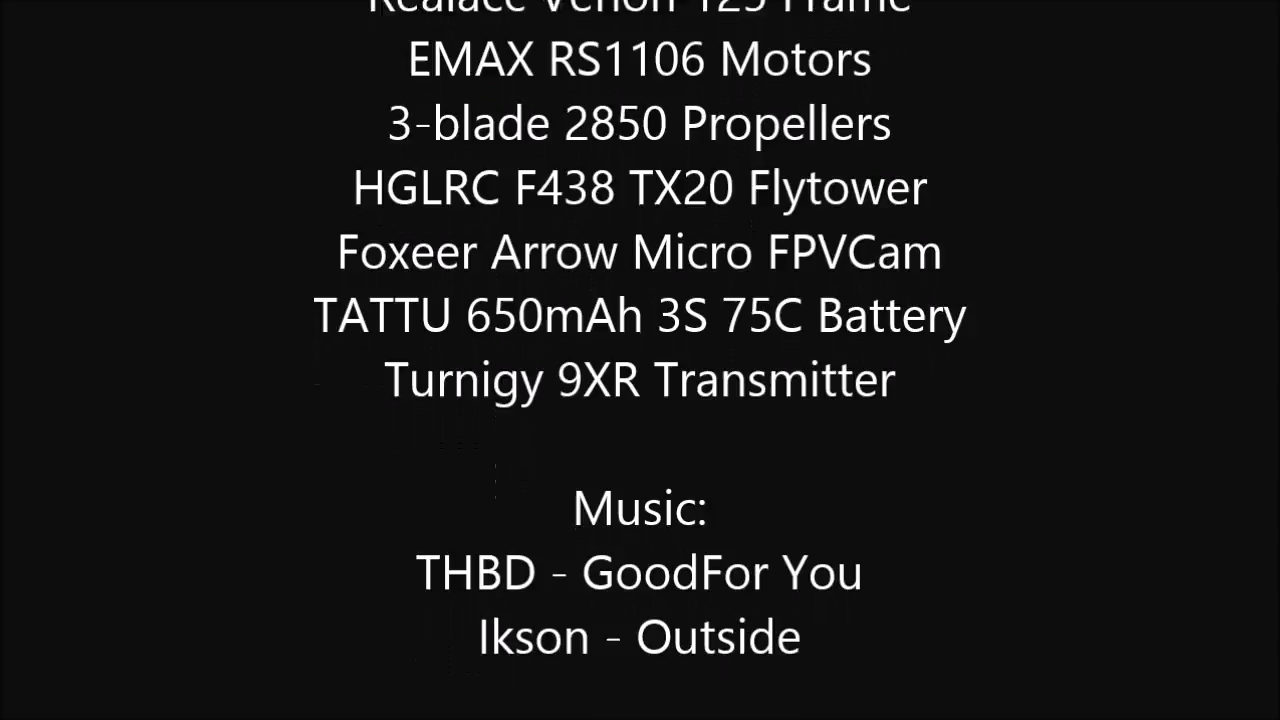 Frame
EMAX RS1106 Motors
3-blade 2850 Propellers
HGLRC F438 TX20 Flytower
Foxeer Arrow Micro FPVCam
TATTU 650mAh 3S 75C Battery
Turnigy 9XR Transmitter
Music:
THBD - GoodFor You
Ikson - Outside